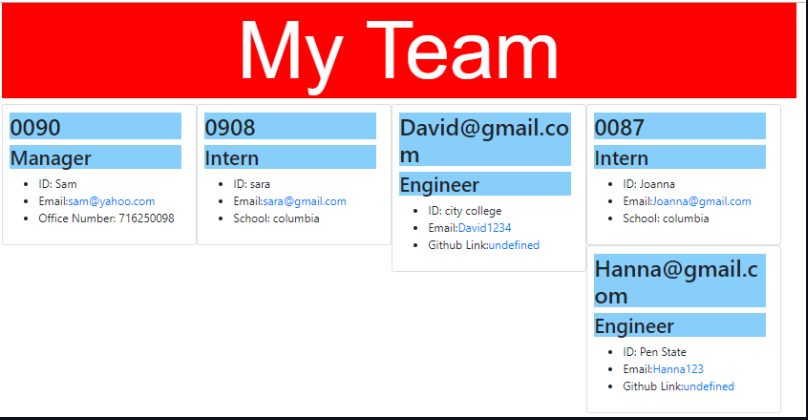 My Team
0090
Manager
ID: Sam
Email:sam@yahoo.com
Office Number: 716250098
0908
Intern
ID: sara
Email:sara@gmail.com
School: columbia
David@gmail.co
m
Engineer
ID: city college
Email:David1234
Github Link:undefined
0087
Intern
ID: Joanna
Email:Joanna@gmail.com
School: columbia
Hanna@gmail.c
om
Engineer
ID: Pen State
Email:Hanna123
Github Link:undefined